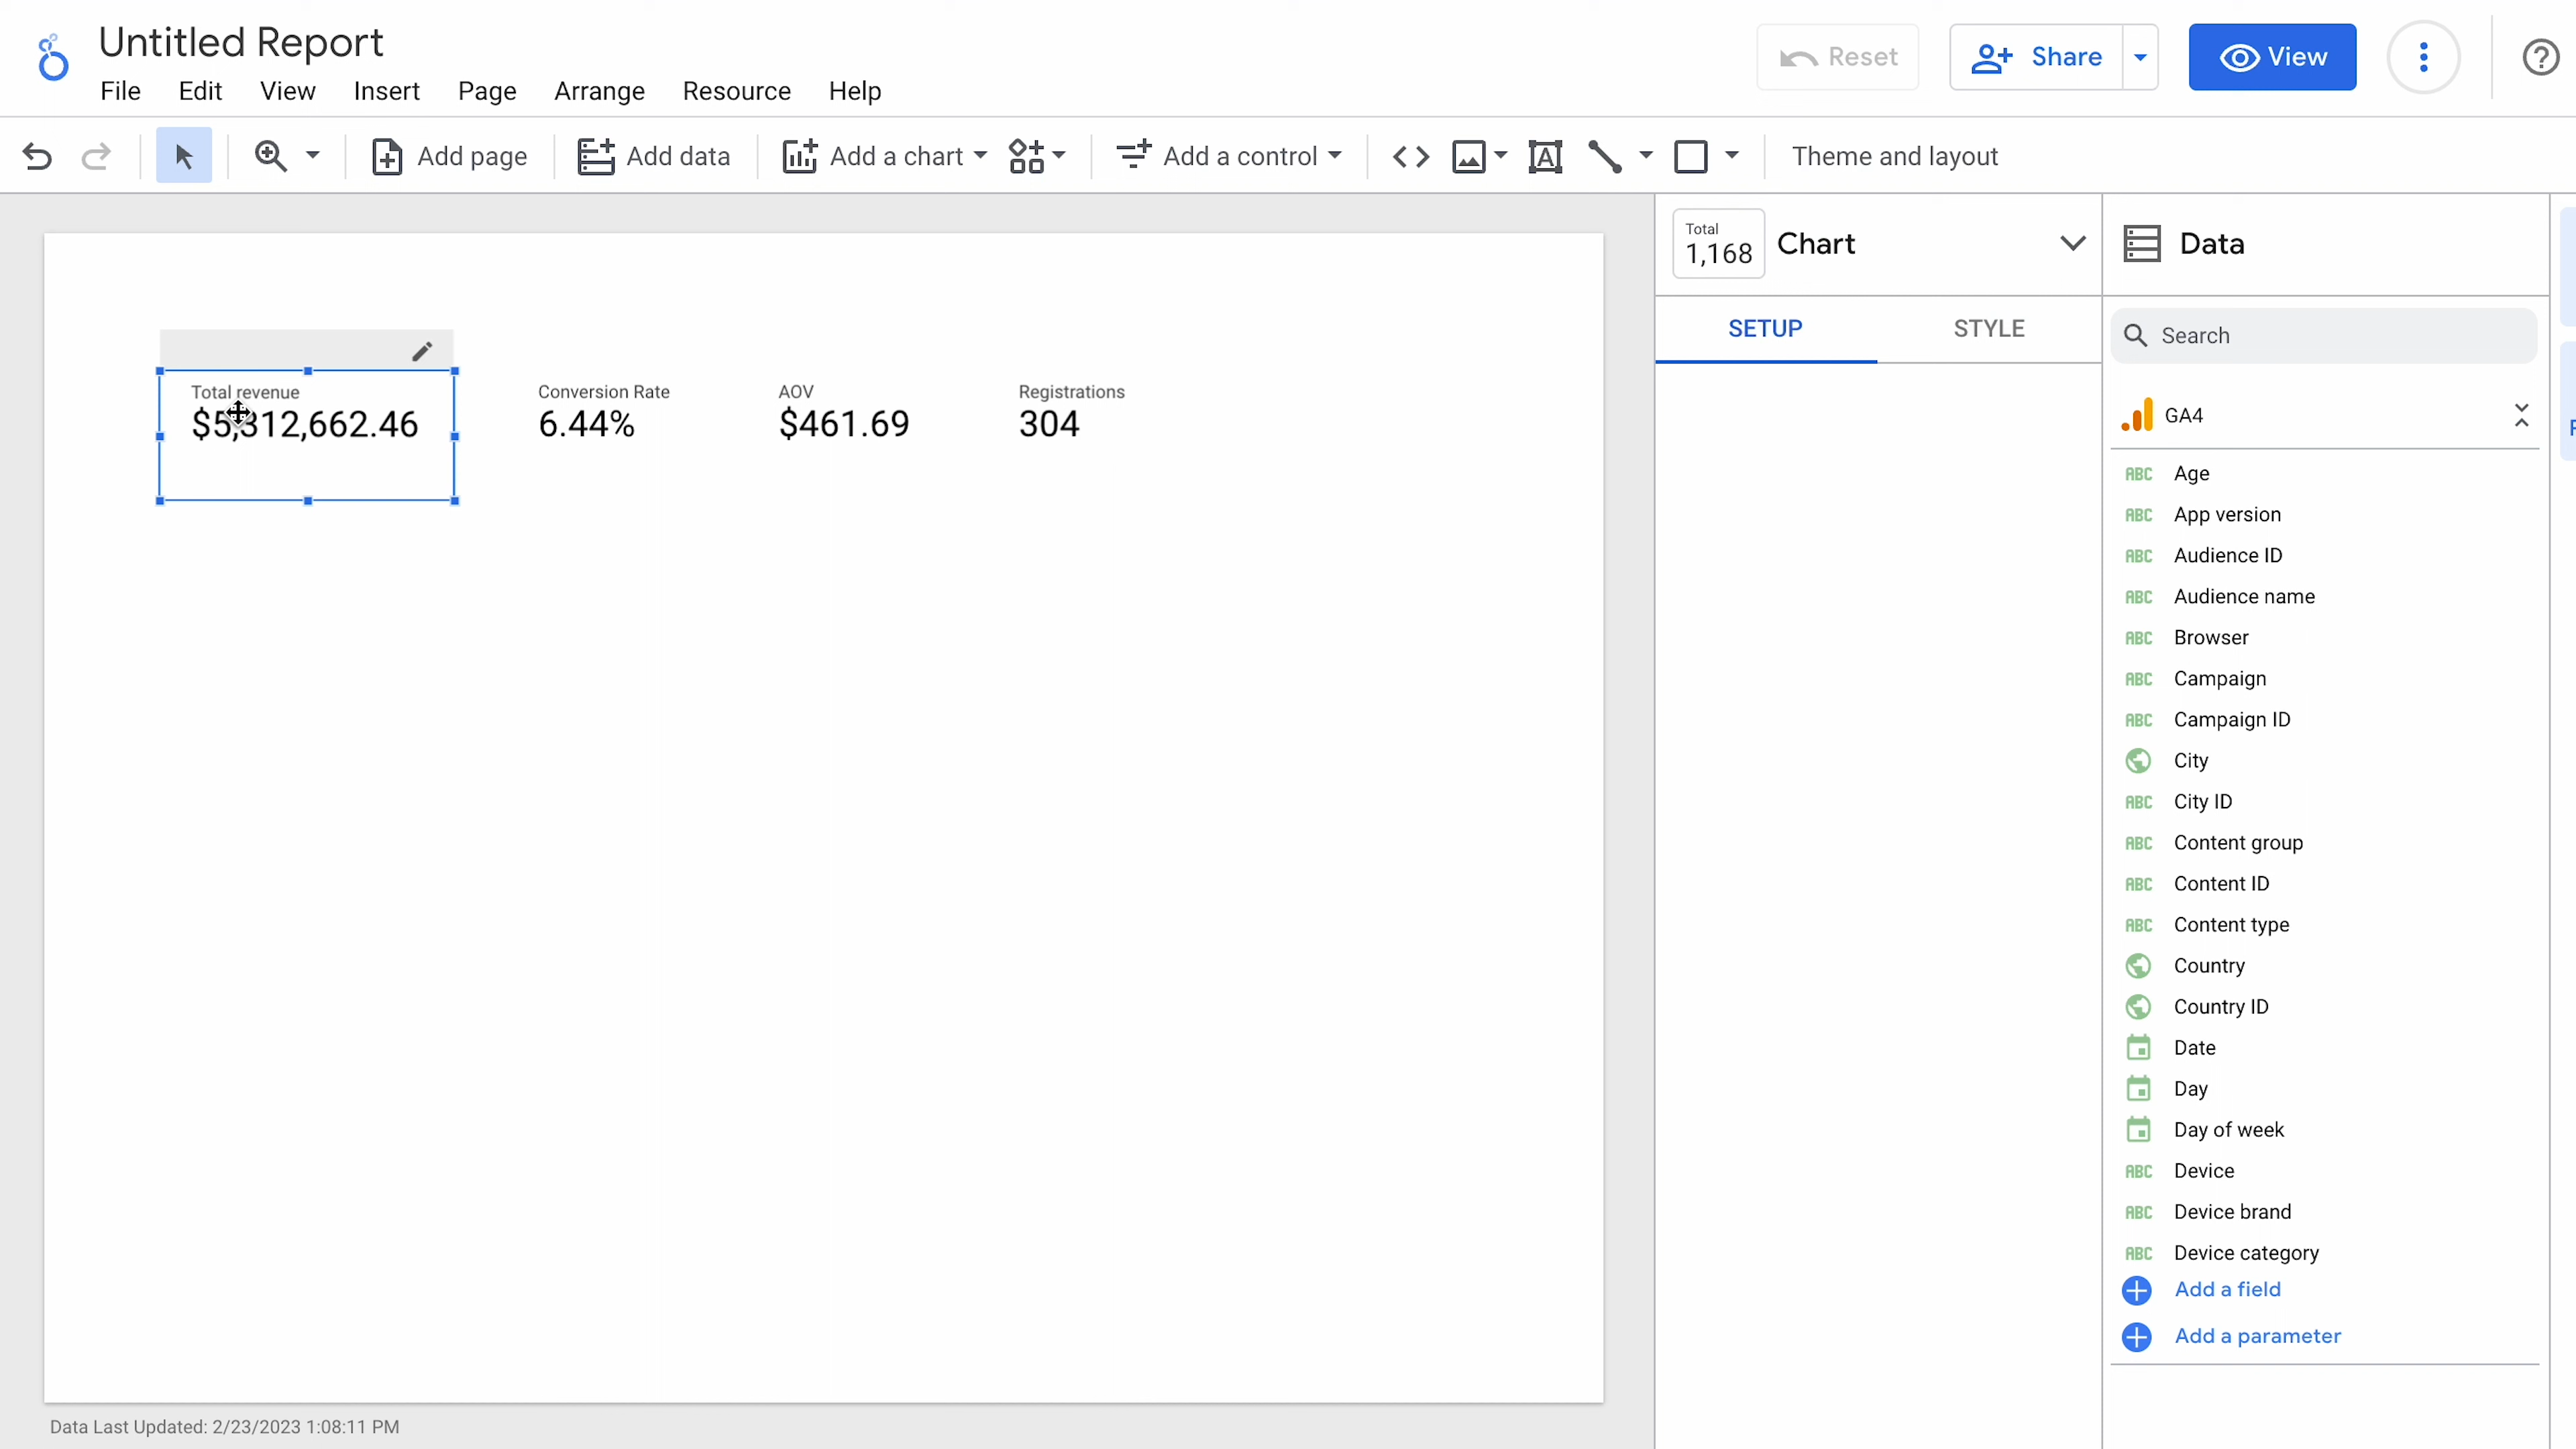 Untitled Report
File Edit View Insert Page Arrange Resource Help
Reset
Share
View
Add page
Add data
Add a chart
Add a control
Theme and layout
Total revenue
$5,312,662.46
Conversion Rate
6.44%
AOV
$461.69
Registrations
304
Data Last Updated: 2/23/2023 1:08:11 PM
Total
1,168
Chart
SETUP
STYLE
Data
Search
GA4
ABC Age
ABC App version
ABC Audience ID
ABC Audience name
ABC Browser
ABC Campaign
ABC Campaign ID
City
ABC City ID
ABC Content group
ABC Content ID
ABC Content type
Country
Country ID
Date
Day
Day of week
ABC Device
ABC Device brand
ABC Device category
Add a field
Add a parameter